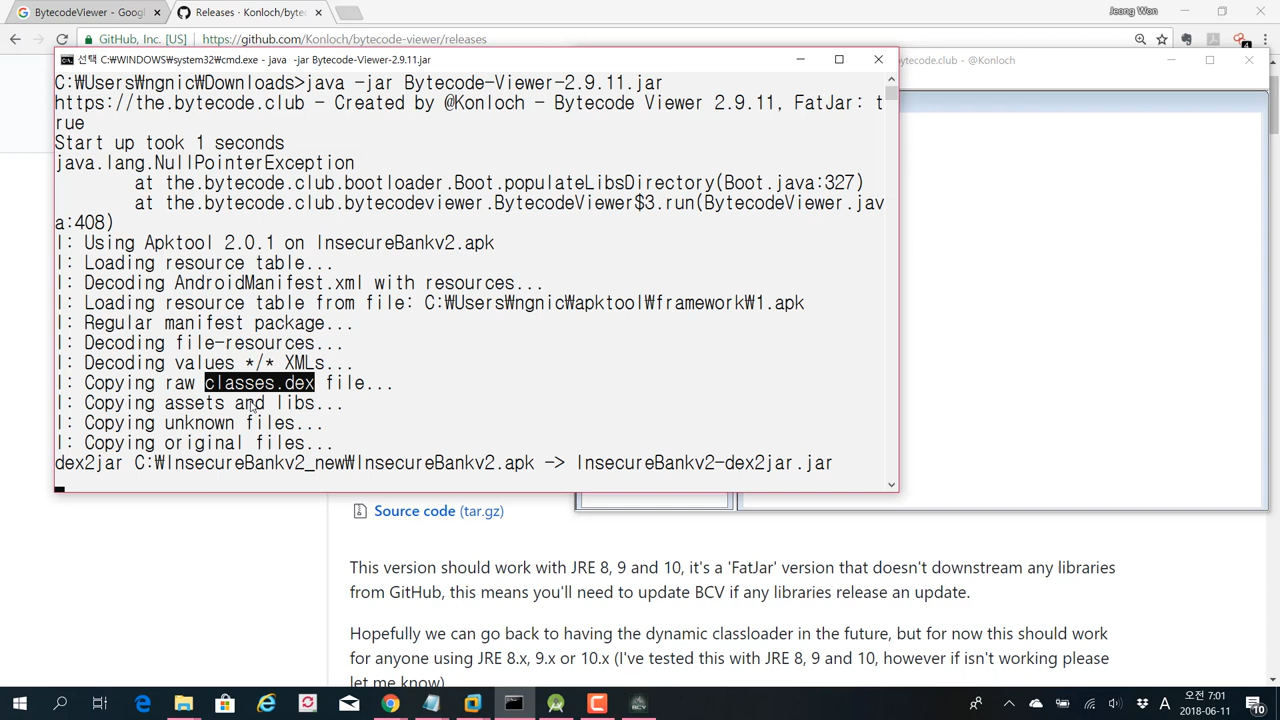 BytecodeViewer - Googl
Releases · Konloch/byte
Jeong Won
GitHub, Inc. [US]
https://github.com/Konloch/bytecode-viewer/releases
선택 C:\WINDOWS\system32\cmd.exe - java -jar Bytecode-Viewer-2.9.11.jar
ytecode.club - @Konloch
C:₩Users₩ngnic₩Downloads>java -jar Bytecode-Viewer-2.9.11.jar
https://the.bytecode.club - Created by @Konloch - Bytecode Viewer 2.9.11, FatJar: t
rue
Start up took 1 seconds
java.lang.NullPointerException
at the.bytecode.club.bootloader.Boot.populateLibsDirectory(Boot.java:327)
at the.bytecode.club.bytecodeviewer.BytecodeViewer$3.run(BytecodeViewer.jav
a:408)
I: Using Apktool 2.0.1 on InsecureBankv2.apk
I: Loading resource table...
I: Decoding AndroidManifest.xml with resources...
I: Loading resource table from file: C:₩Users₩ngnic₩apktool₩framework₩1.apk
I: Regular manifest package...
I: Decoding file-resources...
I: Decoding values */* XMLs...
I: Copying raw classes.dex file...
I: Copying assets and libs...
I: Copying unknown files...
I: Copying original files...
dex2jar C:₩InsecureBankv2_new₩InsecureBankv2.apk -> InsecureBankv2-dex2jar.jar
Source code (tar.gz)
This version should work with JRE 8, 9 and 10, it's a 'FatJar' version that doesn't downstream any libraries
from GitHub, this means you'll need to update BCV if any libraries release an update.
Hopefully we can go back to having the dynamic classloader in the future, but for now this should work
for anyone using JRE 8.x, 9.x or 10.x (I've tested this with JRE 8, 9 and 10, however if isn't working please
let me know)
BCV
A
오전 7:01
2018-06-11
10